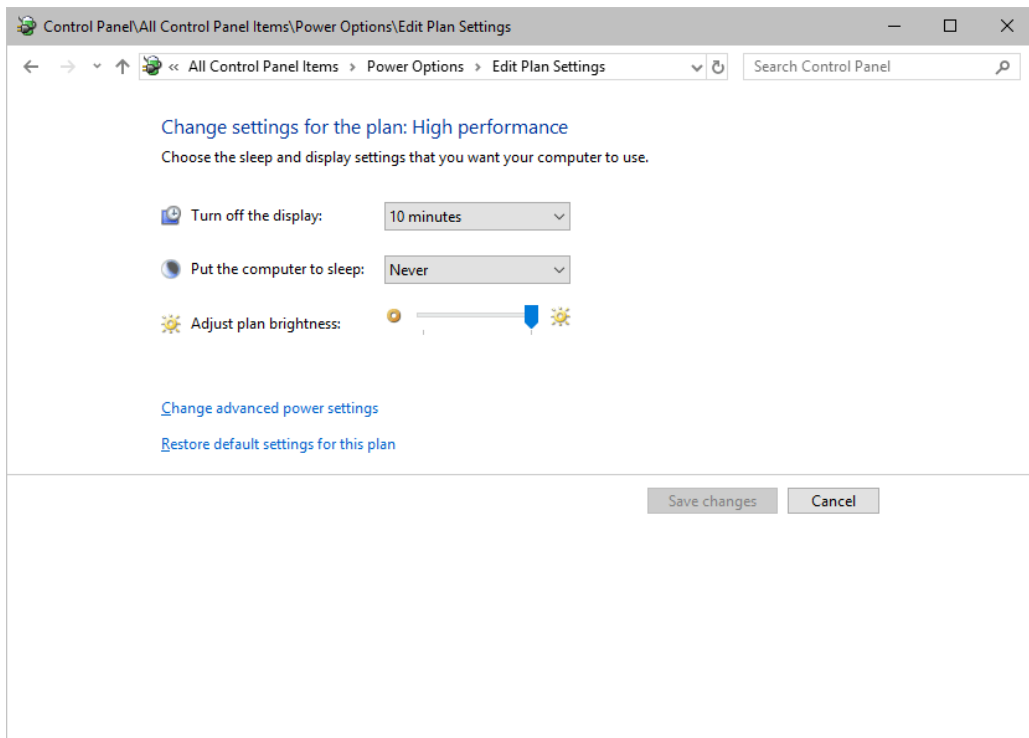 Control Panel\All Control Panel Items\Power Options\Edit Plan Settings
« All Control Panel Items › Power Options › Edit Plan Settings
Search Control Panel
Change settings for the plan: High performance
Choose the sleep and display settings that you want your computer to use.
Turn off the display: 10 minutes
Put the computer to sleep: Never
Adjust plan brightness:
Change advanced power settings
Restore default settings for this plan
Save changes Cancel